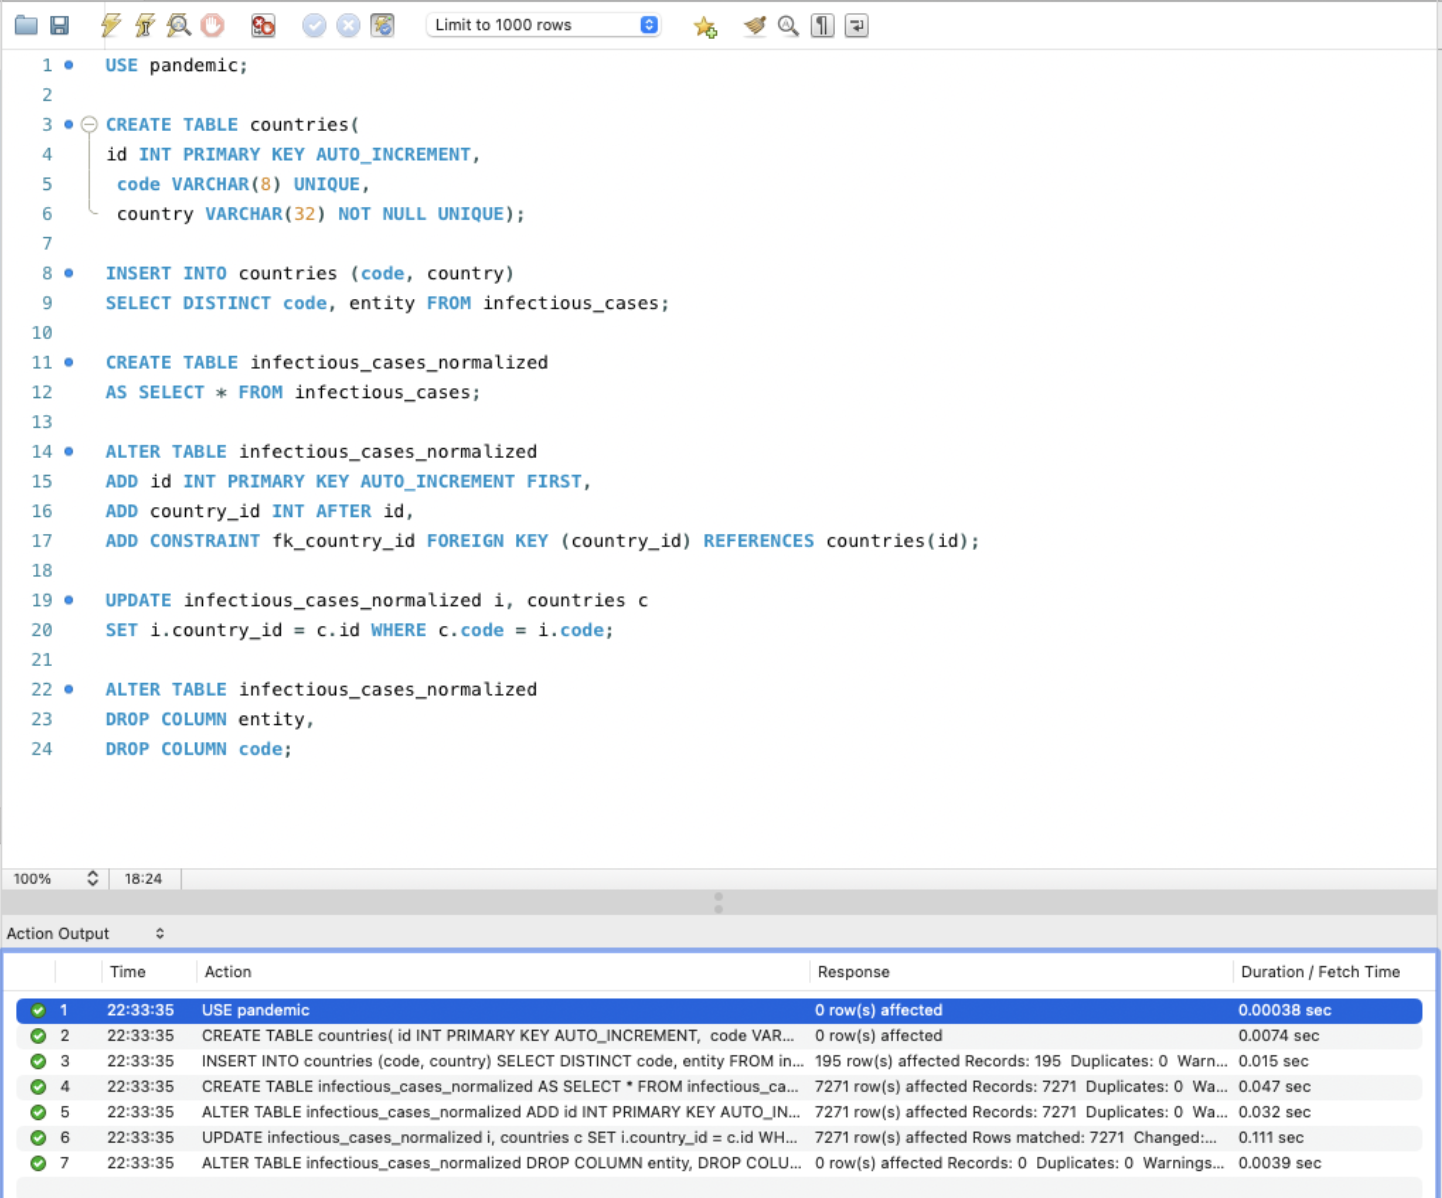 Limit to 1000 rows
1 USE pandemic;
2
3 CREATE TABLE countries(
4 id INT PRIMARY KEY AUTO_INCREMENT,
5 code VARCHAR(8) UNIQUE,
6 country VARCHAR(32) NOT NULL UNIQUE);
7
8 INSERT INTO countries (code, country)
9 SELECT DISTINCT code, entity FROM infectious_cases;
10
11 CREATE TABLE infectious_cases_normalized
12 AS SELECT * FROM infectious_cases;
13
14 ALTER TABLE infectious_cases_normalized
15 ADD id INT PRIMARY KEY AUTO_INCREMENT FIRST,
16 ADD country_id INT AFTER id,
17 ADD CONSTRAINT fk_country_id FOREIGN KEY (country_id) REFERENCES countries(id);
18
19 UPDATE infectious_cases_normalized i, countries c
20 SET i.country_id = c.id WHERE c.code = i.code;
21
22 ALTER TABLE infectious_cases_normalized
23 DROP COLUMN entity,
24 DROP COLUMN code;
100% 18:24
Action Output
Time Action Response Duration / Fetch Time
1 22:33:35 USE pandemic 0 row(s) affected 0.00038 sec
2 22:33:35 CREATE TABLE countries( id INT PRIMARY KEY AUTO_INCREMENT,  code VAR... 0 row(s) affected 0.0074 sec
3 22:33:35 INSERT INTO countries (code, country) SELECT DISTINCT code, entity FROM in... 195 row(s) affected Records: 195  Duplicates: 0  Warn... 0.015 sec
4 22:33:35 CREATE TABLE infectious_cases_normalized AS SELECT * FROM infectious_ca... 7271 row(s) affected Records: 7271  Duplicates: 0  Wa... 0.047 sec
5 22:33:35 ALTER TABLE infectious_cases_normalized ADD id INT PRIMARY KEY AUTO_IN... 7271 row(s) affected Records: 7271  Duplicates: 0  Wa... 0.032 sec
6 22:33:35 UPDATE infectious_cases_normalized i, countries c SET i.country_id = c.id WH... 7271 row(s) affected Rows matched: 7271  Changed:... 0.111 sec
7 22:33:35 ALTER TABLE infectious_cases_normalized DROP COLUMN entity, DROP COLU... 0 row(s) affected Records: 0  Duplicates: 0  Warnings... 0.0039 sec